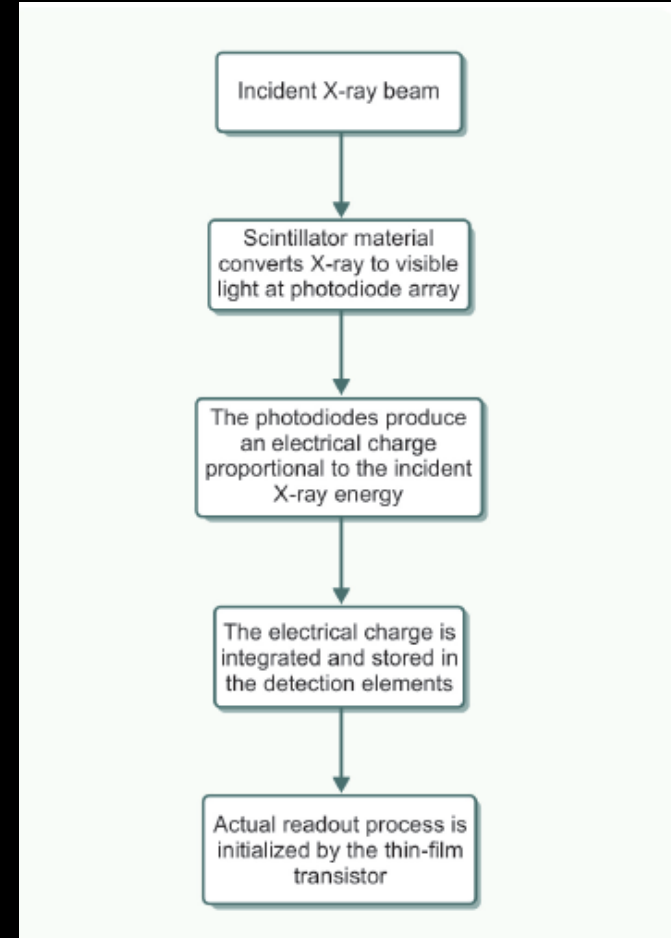 Incident X-ray beam
Scintillator material
converts X-ray to visible
light at photodiode array
The photodiodes produce
an electrical charge
proportional to the incident
X-ray energy
The electrical charge is
integrated and stored in
the detection elements
Actual readout process is
initialized by the thin-film
transistor